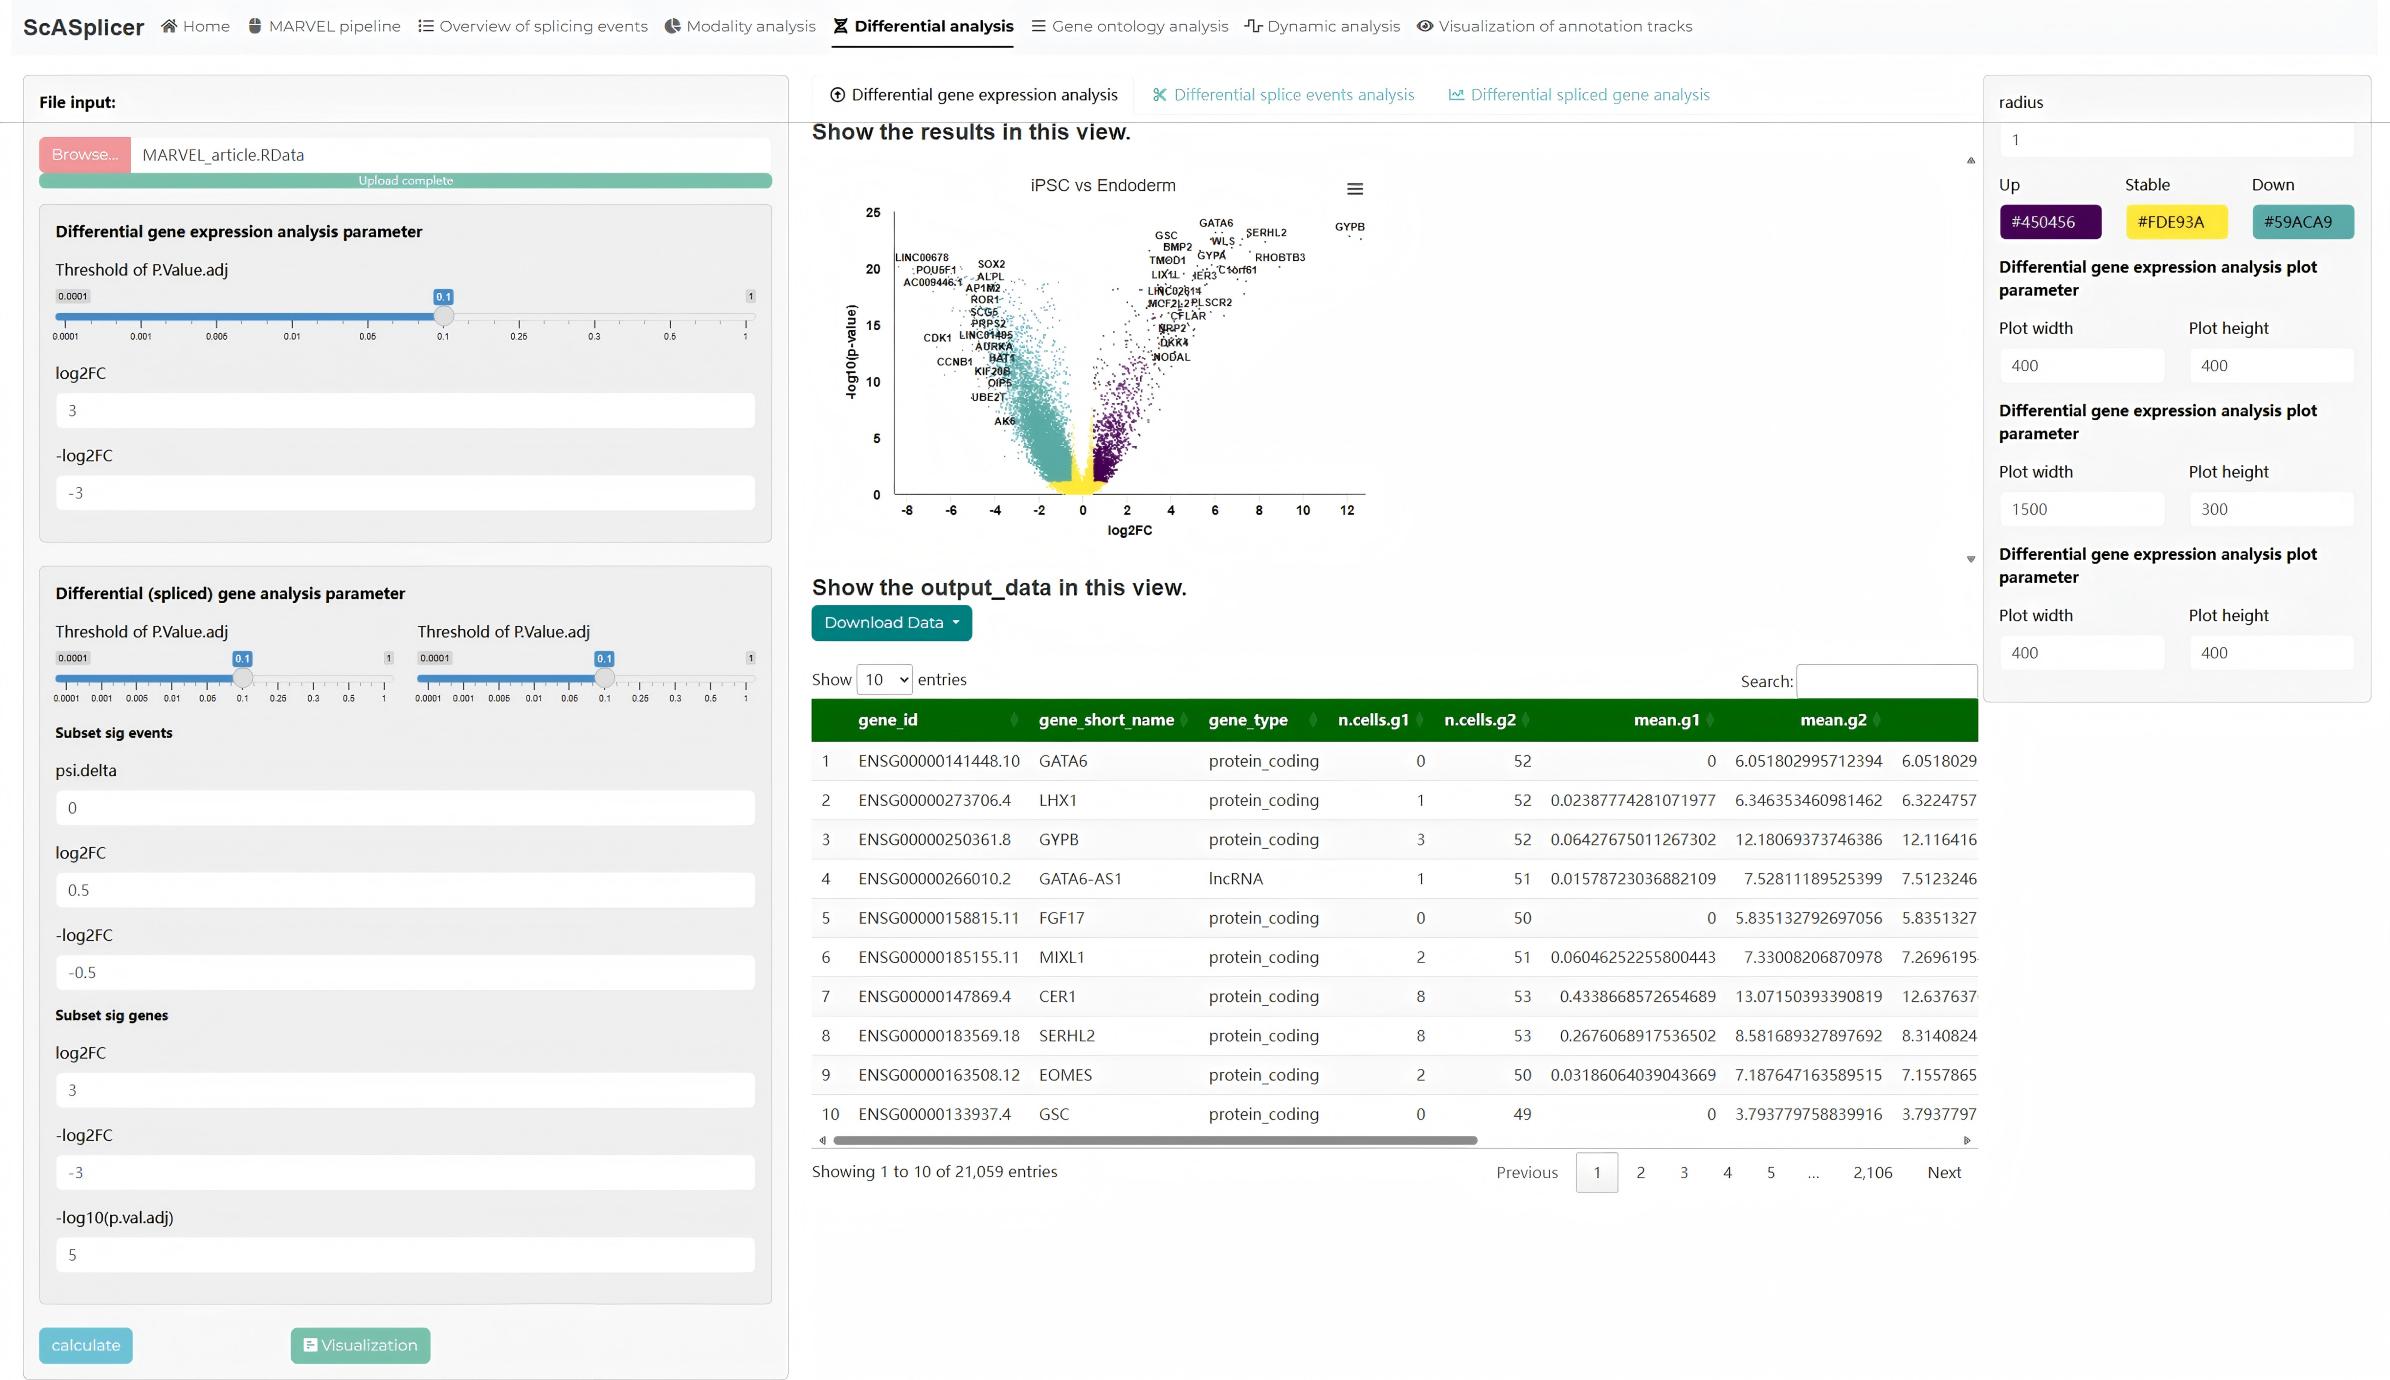 ScASplicer Home MARVEL pipeline Overview of splicing events Modality analysis Differential analysis Gene ontology analysis Dynamic analysis Visualization of annotation tracks
File input:
Browse... MARVEL_article.RData
Upload complete
Differential gene expression analysis parameter
Threshold of P.Value.adj
0.0001 0.1 1
0.0001 0.001 0.005 0.01 0.05 0.1 0.25 0.3 0.5 1
log2FC
3
-log2FC
-3
Differential (spliced) gene analysis parameter
Threshold of P.Value.adj Threshold of P.Value.adj
0.0001 0.1 1 0.0001 0.1 1
0.0001 0.001 0.005 0.01 0.05 0.1 0.25 0.3 0.5 1 0.0001 0.001 0.005 0.01 0.05 0.1 0.25 0.3 0.5 1
Subset sig events
psi.delta
0
log2FC
0.5
-log2FC
-0.5
Subset sig genes
log2FC
3
-log2FC
-3
-log10(p.val.adj)
5
calculate Visualization
Differential gene expression analysis Differential splice events analysis Differential spliced gene analysis
Show the results in this view.
iPSC vs Endoderm
-log10(p-value)
25
20
15
10
5
0
GATA6
GYPB
GSC
WLS
SERHL2
BMP2
GYPA
RHOBTB3
TMOD1
C1orf61
LIX1L
HER3
LINC02614
MCF2L2
PLSCR2
CFLAR
NRP2
DKK4
NODAL
LINC00678
SOX2
POU5F1
ALPL
AC009446.1
AP1M2
ROR1
SCG5
PRPS2
CDK1
LINC01405
AURKA
CCNB1
HAT1
KIF20B
OIP5
UBE2T
AK6
-8 -6 -4 -2 0 2 4 6 8 10 12
log2FC
Show the output_data in this view.
Download Data
Show 10 entries Search:
gene_id gene_short_name gene_type n.cells.g1 n.cells.g2 mean.g1 mean.g2
1 ENSG00000141448.10 GATA6 protein_coding 0 52 0 6.051802995712394 6.0518029
2 ENSG00000273706.4 LHX1 protein_coding 1 52 0.02387774281071977 6.346353460981462 6.3224757
3 ENSG00000250361.8 GYPB protein_coding 3 52 0.06427675011267302 12.18069373746386 12.116416
4 ENSG00000266010.2 GATA6-AS1 lncRNA 1 51 0.01578723036882109 7.52811189525399 7.5123246
5 ENSG00000158815.11 FGF17 protein_coding 0 50 0 5.835132792697056 5.8351327
6 ENSG00000185155.11 MIXL1 protein_coding 2 51 0.06046252255800443 7.33008206870978 7.2696195
7 ENSG00000147869.4 CER1 protein_coding 8 53 0.4338668572654689 13.07150393390819 12.637637
8 ENSG00000183569.18 SERHL2 protein_coding 8 53 0.2676068917536502 8.581689327897692 8.3140824
9 ENSG00000163508.12 EOMES protein_coding 2 50 0.03186064039043669 7.187647163589515 7.1557865
10 ENSG00000133937.4 GSC protein_coding 0 49 0 3.793779758839916 3.7937797
Showing 1 to 10 of 21,059 entries Previous 1 2 3 4 5 ... 2,106 Next
radius
1
Up Stable Down
#450456 #FDE93A #59ACA9
Differential gene expression analysis plot
parameter
Plot width Plot height
400 400
Differential gene expression analysis plot
parameter
Plot width Plot height
1500 300
Differential gene expression analysis plot
parameter
Plot width Plot height
400 400